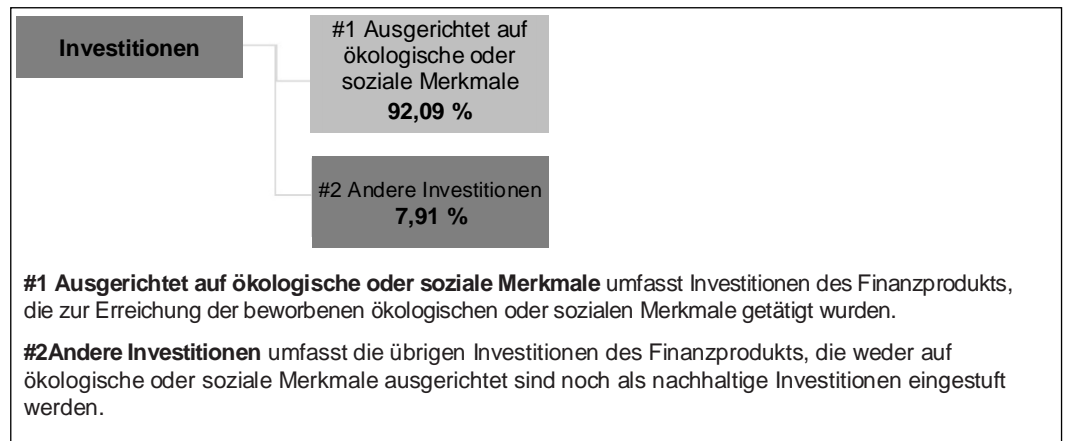 Investitionen
#1 Ausgerichtet auf
ökologische oder
soziale Merkmale
92,09 %
#2 Andere Investitionen
7,91 %
#1 Ausgerichtet auf ökologische oder soziale Merkmale umfasst Investitionen des Finanzprodukts,
die zur Erreichung der beworbenen ökologischen oder sozialen Merkmale getätigt wurden.
#2Andere Investitionen umfasst die übrigen Investitionen des Finanzprodukts, die weder auf
ökologische oder soziale Merkmale ausgerichtet sind noch als nachhaltige Investitionen eingestuft
werden.